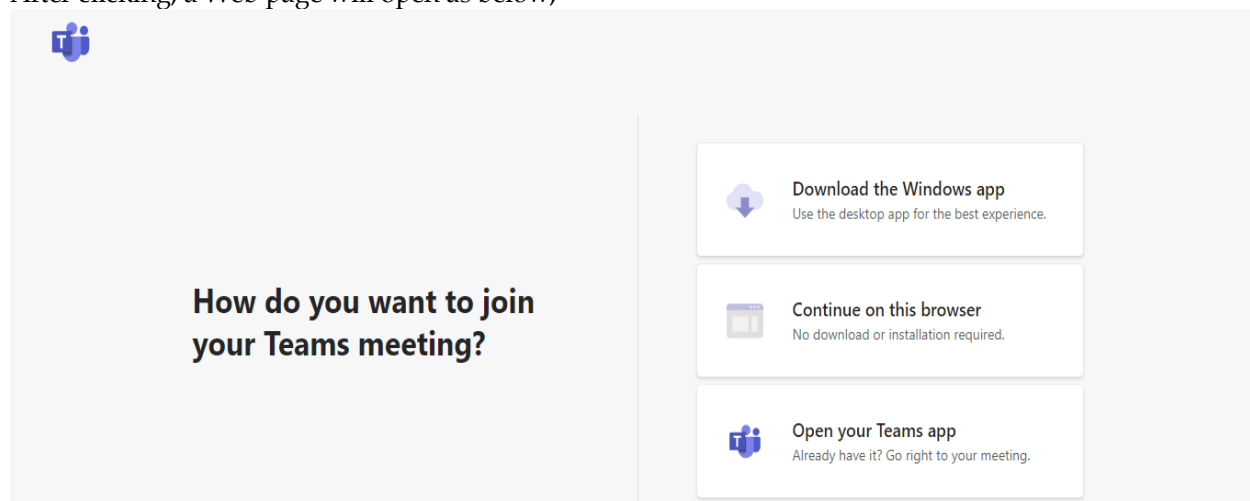 After clicking, a Web page will open as below;
T
How do you want to join
your Teams meeting?
Download the Windows app
Use the desktop app for the best experience.
Continue on this browser
No download or installation required.
T
Open your Teams app
Already have it? Go right to your meeting.